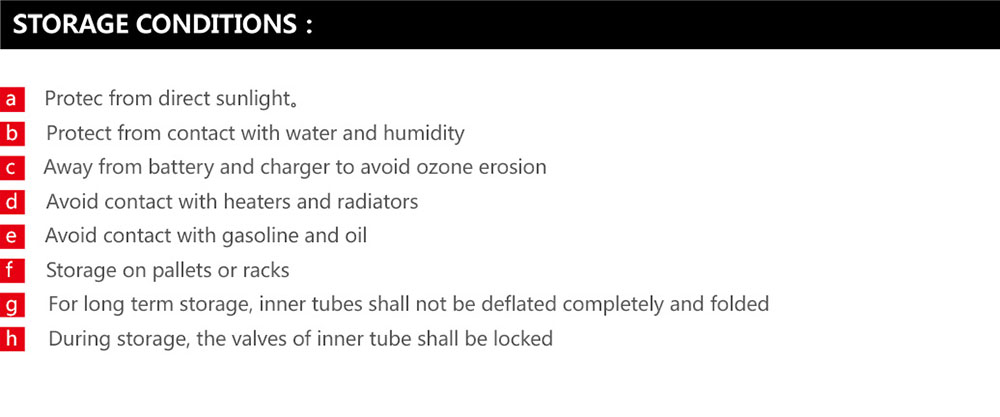 STORAGE CONDITIONS :
a Protec from direct sunlight。
b Protect from contact with water and humidity
c Away from battery and charger to avoid ozone erosion
d Avoid contact with heaters and radiators
e Avoid contact with gasoline and oil
f Storage on pallets or racks
g For long term storage, inner tubes shall not be deflated completely and folded
h During storage, the valves of inner tube shall be locked